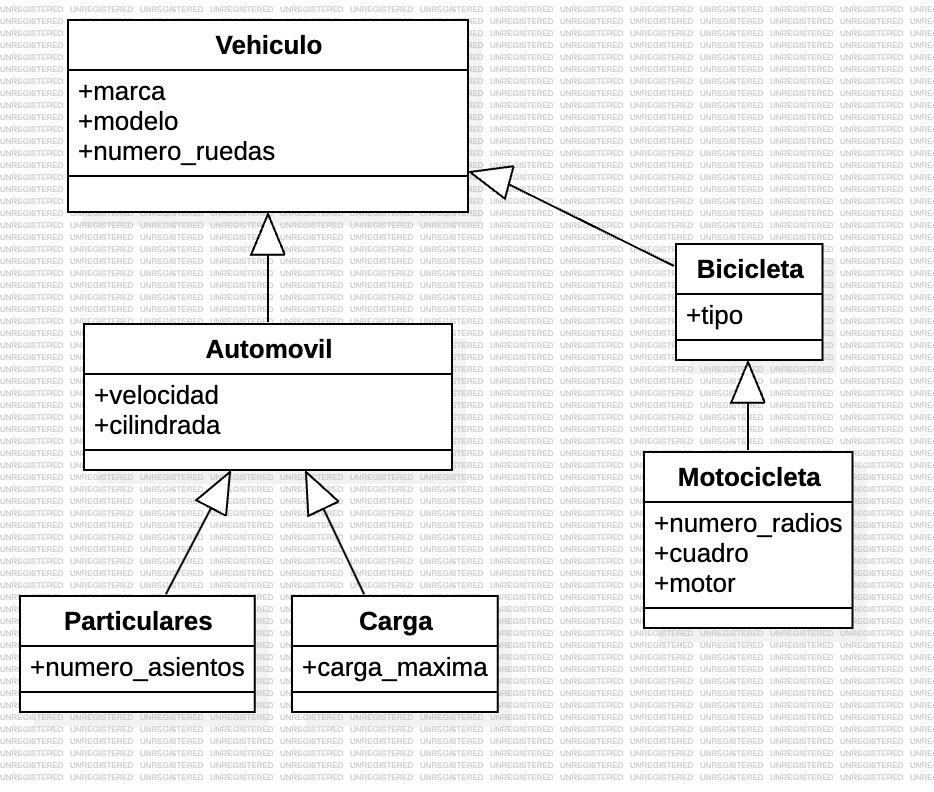 Vehiculo
+marca
+modelo
+numero_ruedas
Bicicleta
+tipo
Automovil
+velocidad
+cilindrada
Motocicleta
+numero_radios
+cuadro
+motor
Particulares
+numero_asientos
Carga
+carga_maxima
UNREGISTERED